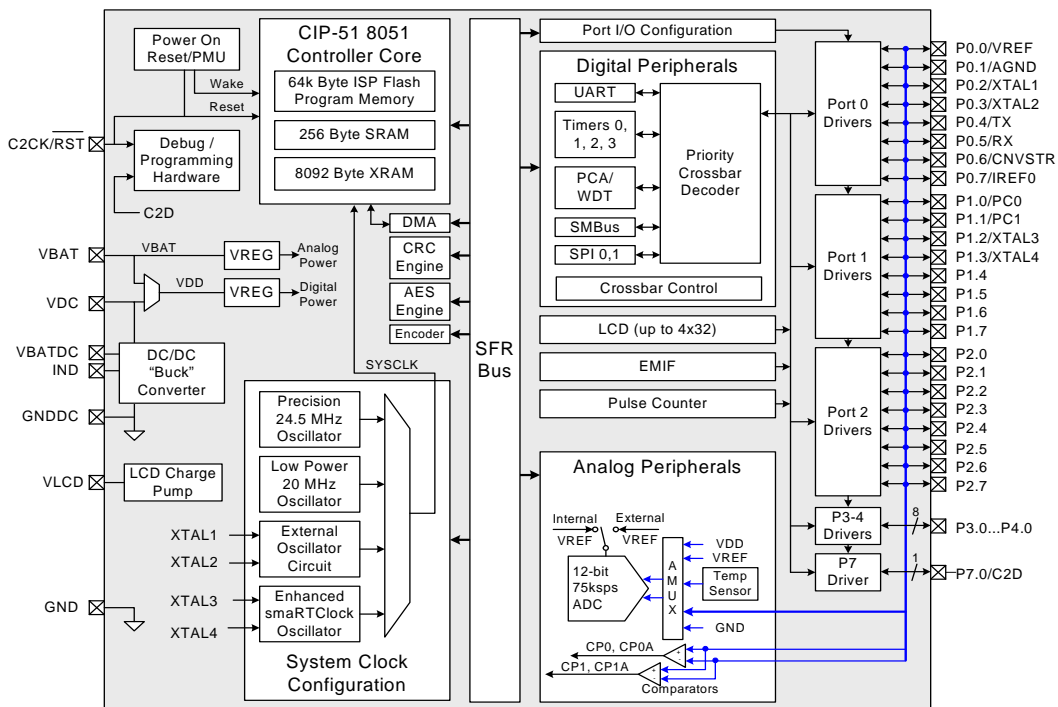 Power On
Reset/PMU
Wake
Reset
C2CK/RST
Debug /
Programming
Hardware
C2D
CIP-51 8051
Controller Core
64k Byte ISP Flash
Program Memory
256 Byte SRAM
8092 Byte XRAM
VBAT
VBAT
VREG
Analog
Power
VDC
VDD
VREG
Digital
Power
VBATDC
IND
DC/DC
“Buck”
Converter
GNDDC
VLCD
LCD Charge
Pump
GND
DMA
CRC
Engine
AES
Engine
Encoder
SYSCLK
Precision
24.5 MHz
Oscillator
Low Power
20 MHz
Oscillator
XTAL1
XTAL2
External
Oscillator
Circuit
XTAL3
XTAL4
Enhanced
smaRTClock
Oscillator
System Clock
Configuration
SFR
Bus
Port I/O Configuration
Digital Peripherals
UART
Timers 0,
1, 2, 3
PCA/
WDT
SMBus
SPI 0,1
Priority
Crossbar
Decoder
Crossbar Control
LCD (up to 4x32)
EMIF
Pulse Counter
Analog Peripherals
Internal
VREF
External
VREF
12-bit
75ksps
ADC
AMUX
VDD
VREF
Temp
Sensor
GND
CP0, CP0A
CP1, CP1A
+
-
+
-
Comparators
Port 0
Drivers
Port 1
Drivers
Port 2
Drivers
P3-4
Drivers
P7
Driver
P0.0/VREF
P0.1/AGND
P0.2/XTAL1
P0.3/XTAL2
P0.4/TX
P0.5/RX
P0.6/CNVSTR
P0.7/IREF0
P1.0/PC0
P1.1/PC1
P1.2/XTAL3
P1.3/XTAL4
P1.4
P1.5
P1.6
P1.7
P2.0
P2.1
P2.2
P2.3
P2.4
P2.5
P2.6
P2.7
8
P3.0...P4.0
1
P7.0/C2D